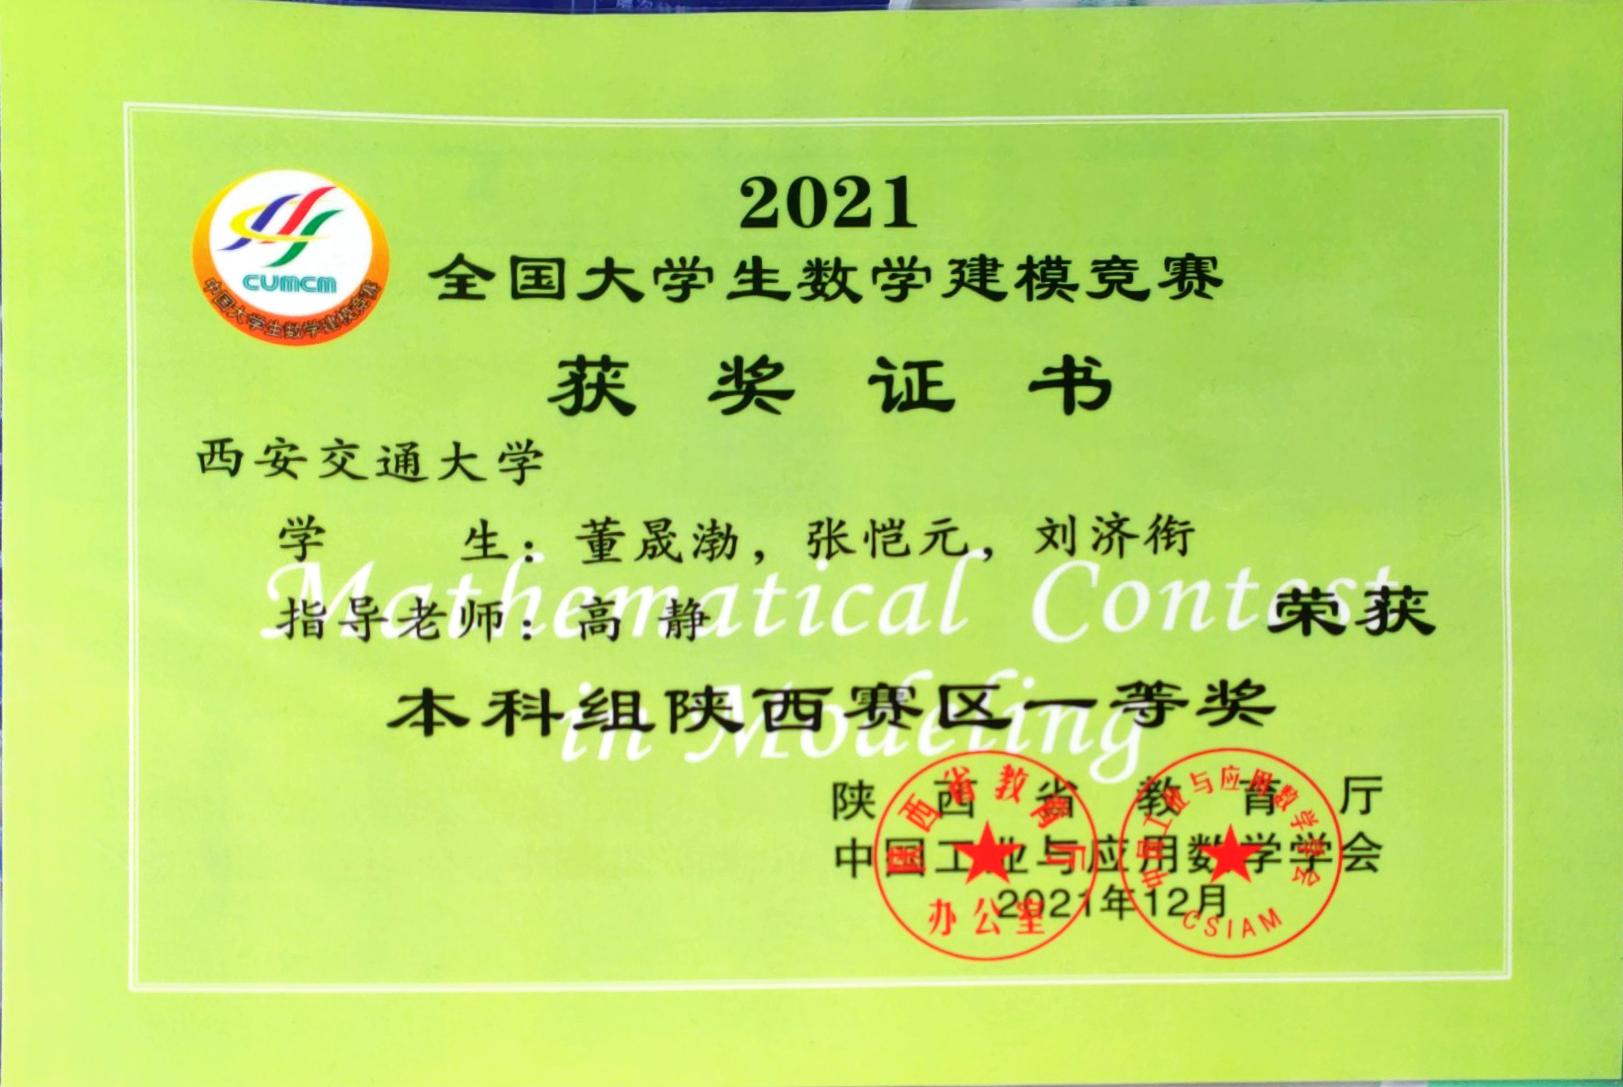 2021
CUMCM
中国大学生数学建模竞赛
全国大学生数学建模竞赛
获奖证书
西安交通大学
学 生：董晟渤，张恺元，刘济衔
指导老师：高 静 荣获
Mathematical Contest
in Modeling
本科组陕西赛区一等奖
陕西省教育厅
中国工业与应用数学学会
2021年12月
陕西省教育厅
办公室
中国工业与应用数学学会
CSIAM